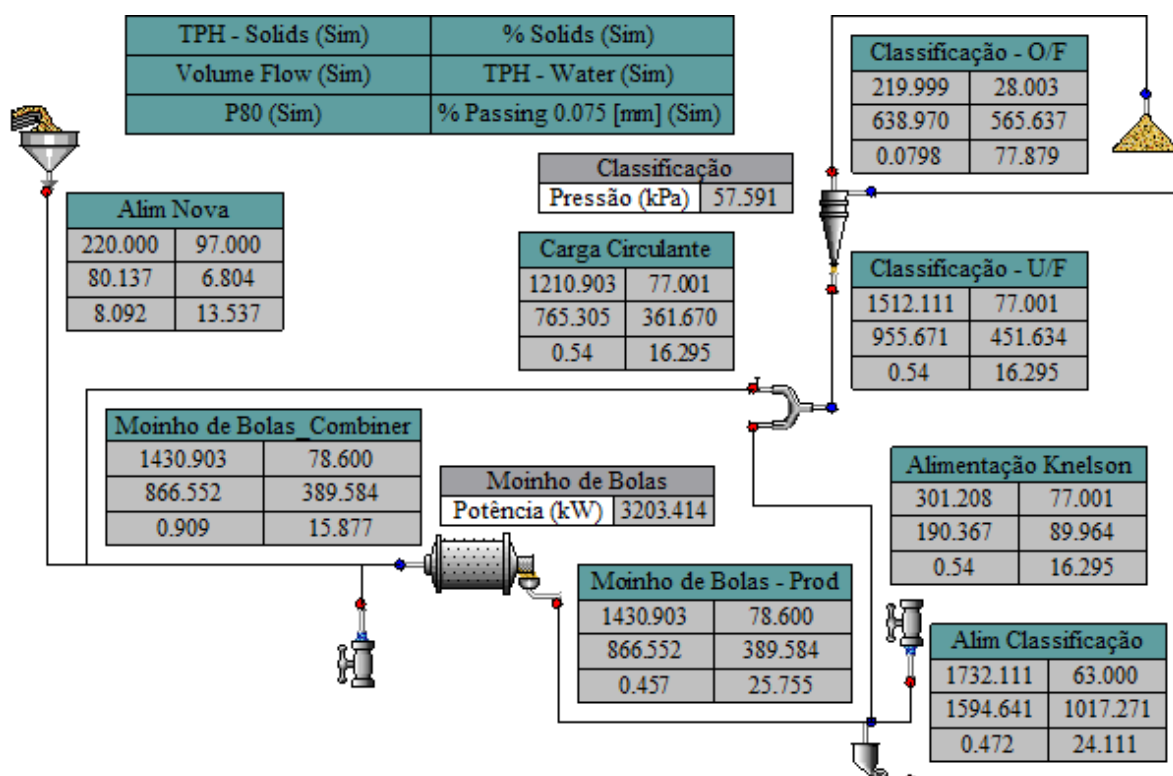 TPH - Solids (Sim) % Solids (Sim)
Volume Flow (Sim) TPH - Water (Sim)
P80 (Sim) % Passing 0.075 [mm] (Sim)
Classificação - O/F
219.999 28.003
638.970 565.637
0.0798 77.879
Classificação
Pressão (kPa) 57.591
Alim Nova
220.000 97.000
80.137 6.804
8.092 13.537
Carga Circulante
1210.903 77.001
765.305 361.670
0.54 16.295
Classificação - U/F
1512.111 77.001
955.671 451.634
0.54 16.295
Moinho de Bolas_Combiner
1430.903 78.600
866.552 389.584
0.909 15.877
Moinho de Bolas
Potência (kW) 3203.414
Alimentação Knelson
301.208 77.001
190.367 89.964
0.54 16.295
Moinho de Bolas - Prod
1430.903 78.600
866.552 389.584
0.457 25.755
Alim Classificação
1732.111 63.000
1594.641 1017.271
0.472 24.111